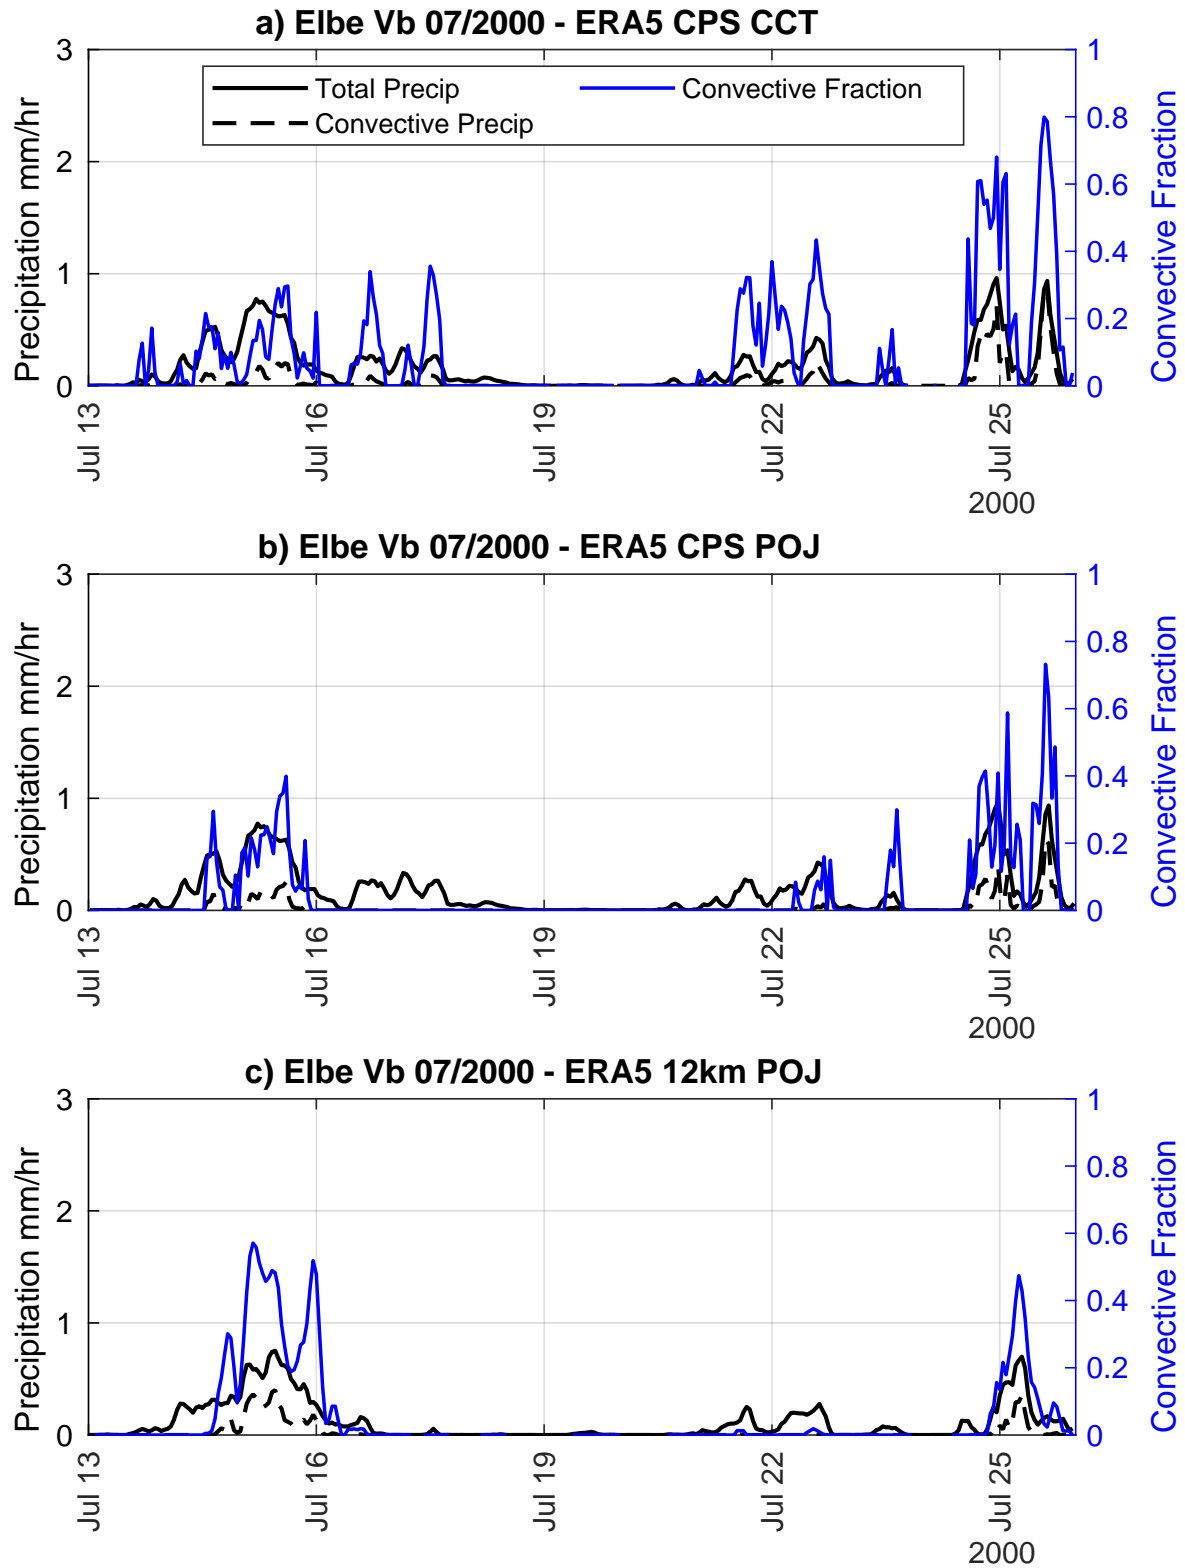 a) Elbe Vb 07/2000 - ERA5 CPS CCT
Precipitation mm/hr
3
2
1
0
Total Precip
Convective Fraction
Convective Precip
1
0.8
0.6
0.4
0.2
0
Convective Fraction
Jul 13
Jul 16
Jul 19
Jul 22
Jul 25
2000
b) Elbe Vb 07/2000 - ERA5 CPS POJ
Precipitation mm/hr
3
2
1
0
1
0.8
0.6
0.4
0.2
0
Convective Fraction
Jul 13
Jul 16
Jul 19
Jul 22
Jul 25
2000
c) Elbe Vb 07/2000 - ERA5 12km POJ
Precipitation mm/hr
3
2
1
0
1
0.8
0.6
0.4
0.2
0
Convective Fraction
Jul 13
Jul 16
Jul 19
Jul 22
Jul 25
2000